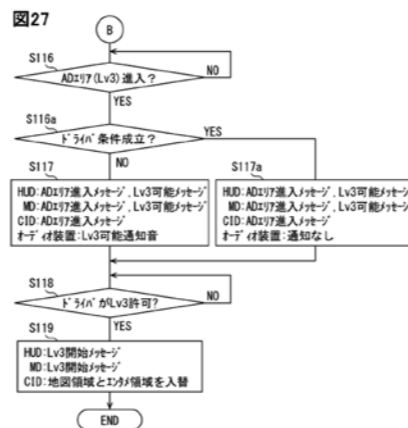 図27
B
S116
ADエリア(Lv3)進入?
NO
YES
S116a
ドライバ条件成立?
YES
NO
S117
HUD:ADエリア進入メッセージ,Lv3可能メッセージ
MD:ADエリア進入メッセージ,Lv3可能メッセージ
CID:ADエリア進入メッセージ
オーディオ装置:Lv3可能通知音
S117a
HUD:ADエリア進入メッセージ,Lv3可能メッセージ
MD:ADエリア進入メッセージ,Lv3可能メッセージ
CID:ADエリア進入メッセージ
オーディオ装置:通知なし
S118
ドライバがLv3許可?
NO
YES
S119
HUD:Lv3開始メッセージ
MD:Lv3開始メッセージ
CID:地図領域とエンタメ領域を入替
END